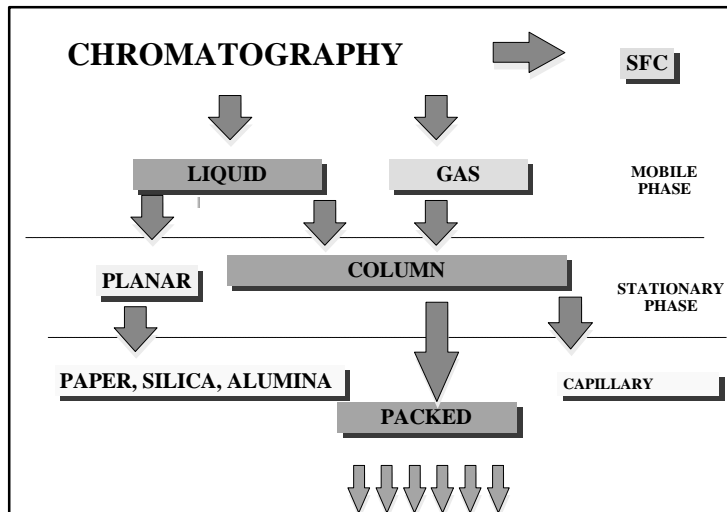 CHROMATOGRAPHY
SFC
LIQUID
GAS
MOBILE
PHASE
PLANAR
COLUMN
STATIONARY
PHASE
PAPER, SILICA, ALUMINA
CAPILLARY
PACKED